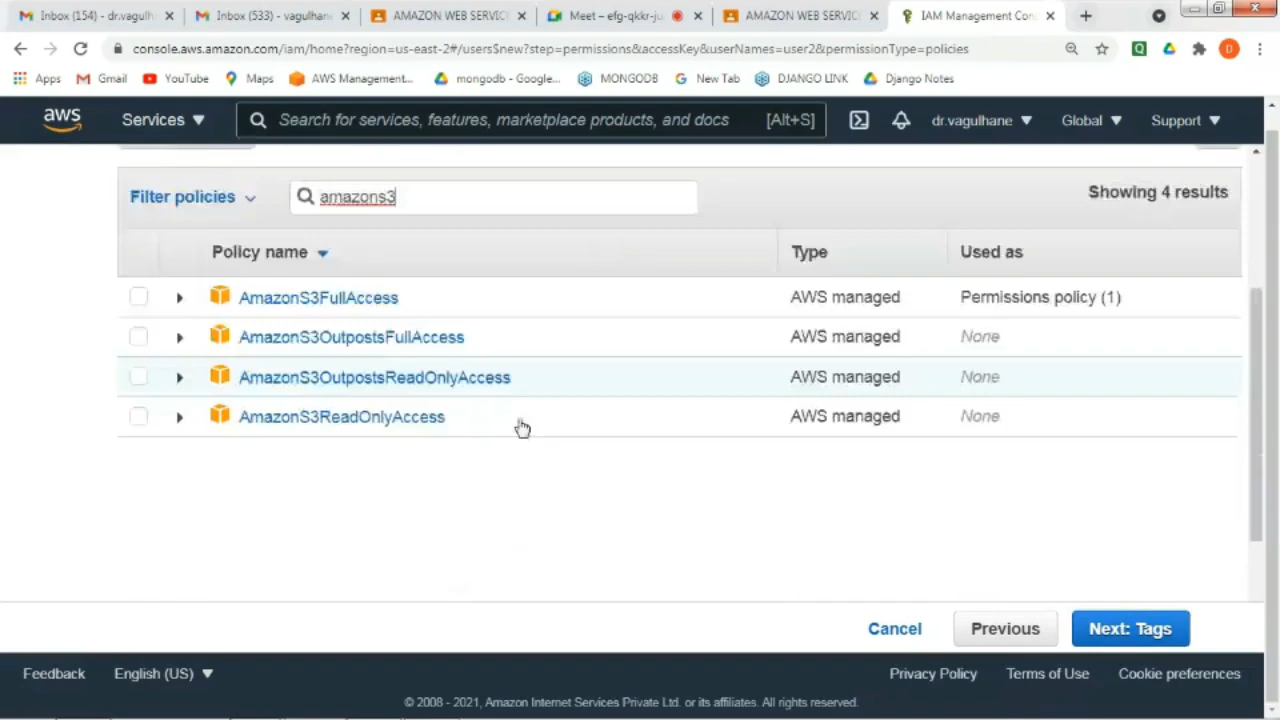 Inbox (154) - dr.vagulh
Inbox (533) - vagulhane
AMAZON WEB SERVIC
Meet – efg-qkkr-ju
AMAZON WEB SERVIC
IAM Management Con
console.aws.amazon.com/iam/home?region=us-east-2#/users$new?step=permissions&accessKey&userNames=user2&permissionType=policies
Apps
Gmail
YouTube
Maps
AWS Management...
mongodb - Google...
MONGODB
New Tab
DJANGO LINK
Django Notes
aws
Services
Search for services, features, marketplace products, and docs
[Alt+S]
dr.vagulhane
Global
Support
Filter policies
amazons3
Showing 4 results
Policy name
Type
Used as
AmazonS3FullAccess
AWS managed
Permissions policy (1)
AmazonS3OutpostsFullAccess
AWS managed
None
AmazonS3OutpostsReadOnlyAccess
AWS managed
None
AmazonS3ReadOnlyAccess
AWS managed
None
Cancel
Previous
Next: Tags
Feedback
English (US)
Privacy Policy
Terms of Use
Cookie preferences
© 2008 - 2021, Amazon Internet Services Private Ltd. or its affiliates. All rights reserved.